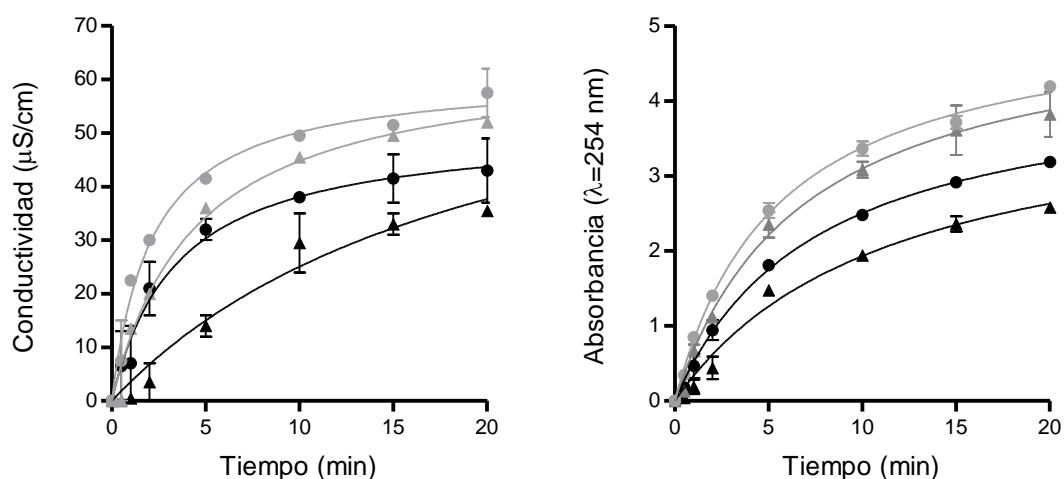 Conductividad (µS/cm)
70
60
50
40
30
20
10
0
0 5 10 15 20
Tiempo (min)
Absorbancia (λ=254 nm)
5
4
3
2
1
0
0 5 10 15 20
Tiempo (min)